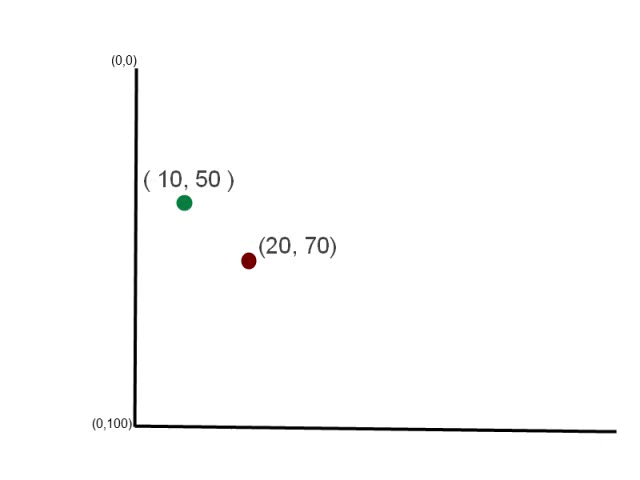 (0,0)
( 10, 50 )
(20, 70)
(0,100)